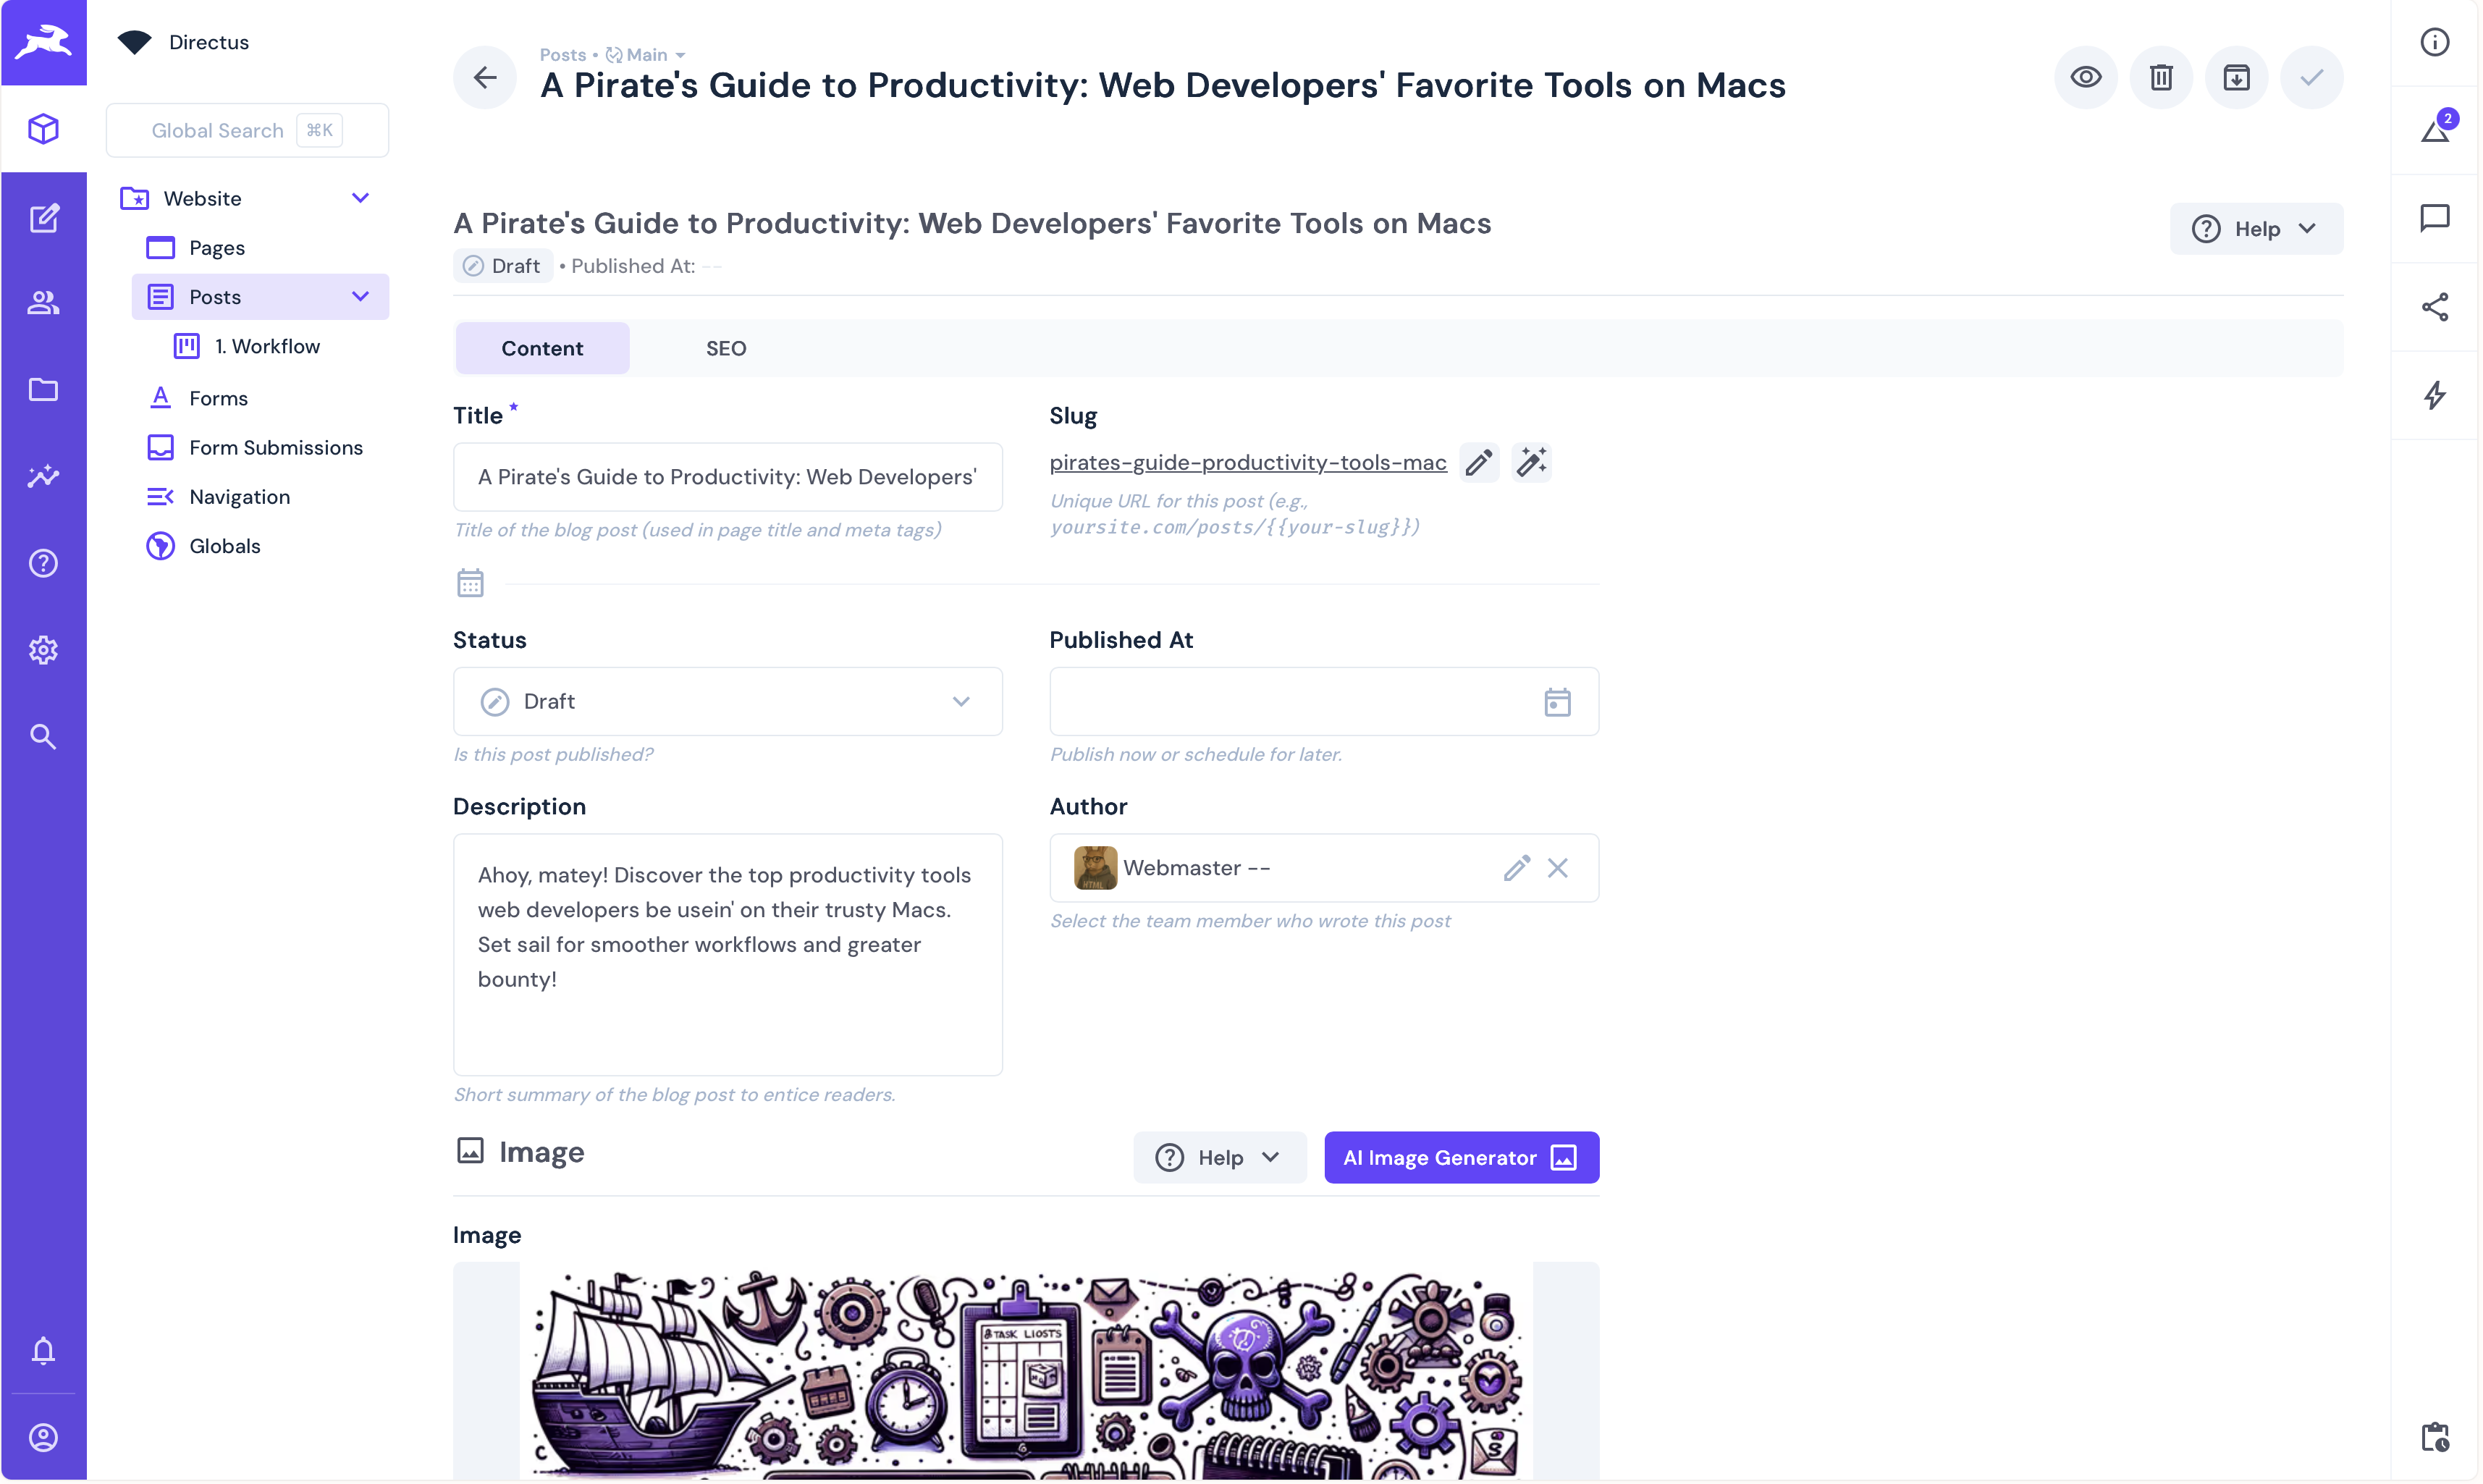 Directus
Global Search ⌘K
Website
Pages
Posts
1. Workflow
Forms
Form Submissions
Navigation
Globals
Posts • Main
A Pirate's Guide to Productivity: Web Developers' Favorite Tools on Macs
2
A Pirate's Guide to Productivity: Web Developers' Favorite Tools on Macs
Draft • Published At: --
Help
Content SEO
Title *
A Pirate's Guide to Productivity: Web Developers'
Title of the blog post (used in page title and meta tags)
Slug
pirates-guide-productivity-tools-mac
Unique URL for this post (e.g.,
yoursite.com/posts/{{your-slug}})
Status
Draft
Is this post published?
Published At
Publish now or schedule for later.
Description
Ahoy, matey! Discover the top productivity tools
web developers be usein' on their trusty Macs.
Set sail for smoother workflows and greater
bounty!
Short summary of the blog post to entice readers.
Author
HTML
Webmaster --
Select the team member who wrote this post
Image
Help
AI Image Generator
Image
8 TASK LIOSTS
C
S